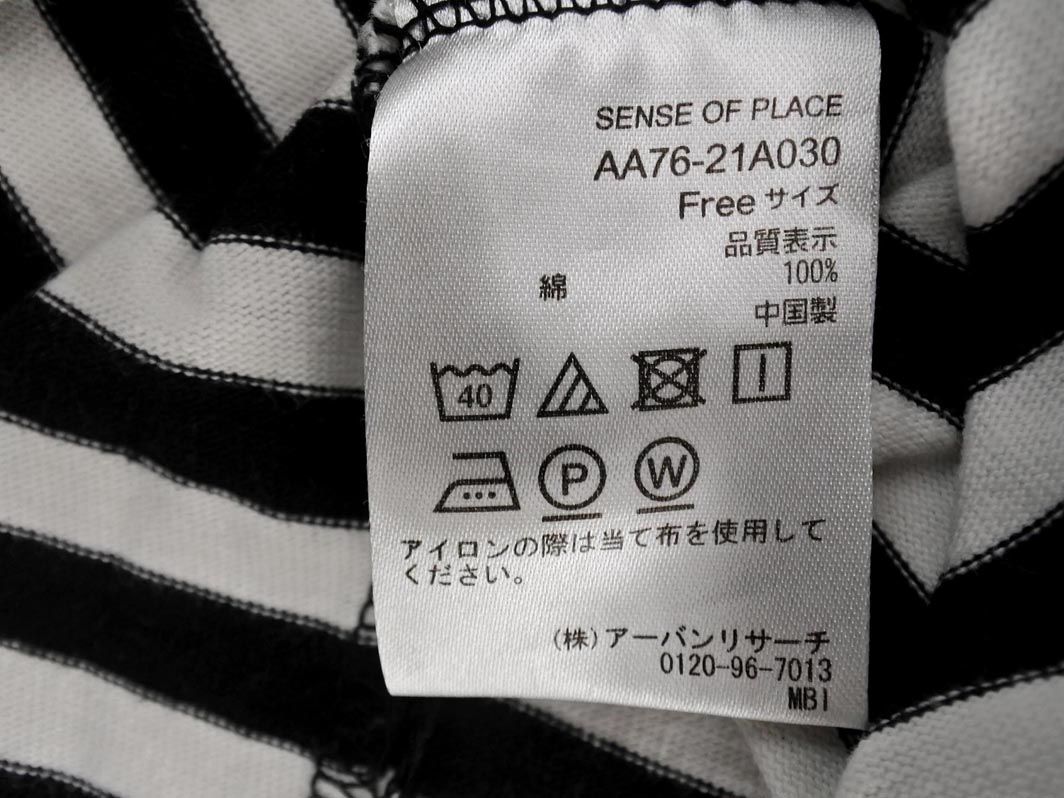 SENSE OF PLACE
AA76-21A030
Free サイズ
品質表示
綿 100%
中国製
40
P W
アイロンの際は当て布を使用して
ください。
(株)アーバンリサーチ
0120-96-7013
MBI